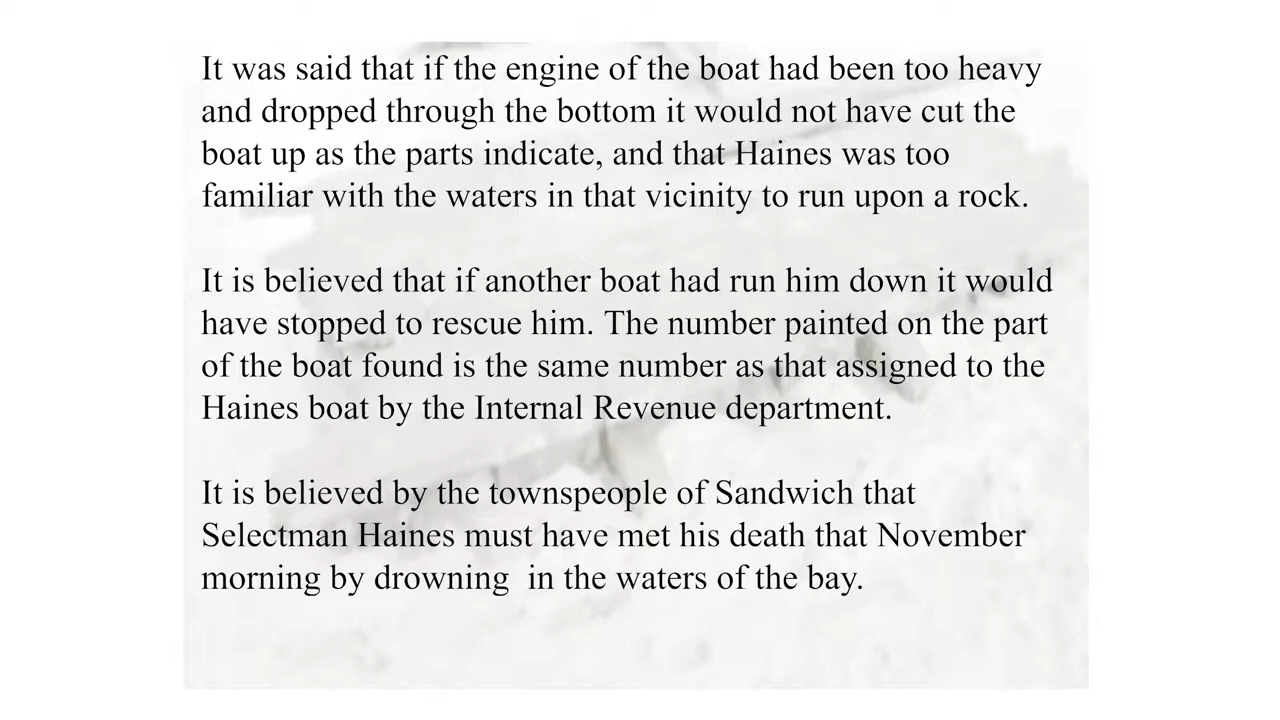 It was said that if the engine of the boat had been too heavy
and dropped through the bottom it would not have cut the
boat up as the parts indicate, and that Haines was too
familiar with the waters in that vicinity to run upon a rock.
It is believed that if another boat had run him down it would
have stopped to rescue him. The number painted on the part
of the boat found is the same number as that assigned to the
Haines boat by the Internal Revenue department.
It is believed by the townspeople of Sandwich that
Selectman Haines must have met his death that November
morning by drowning  in the waters of the bay.